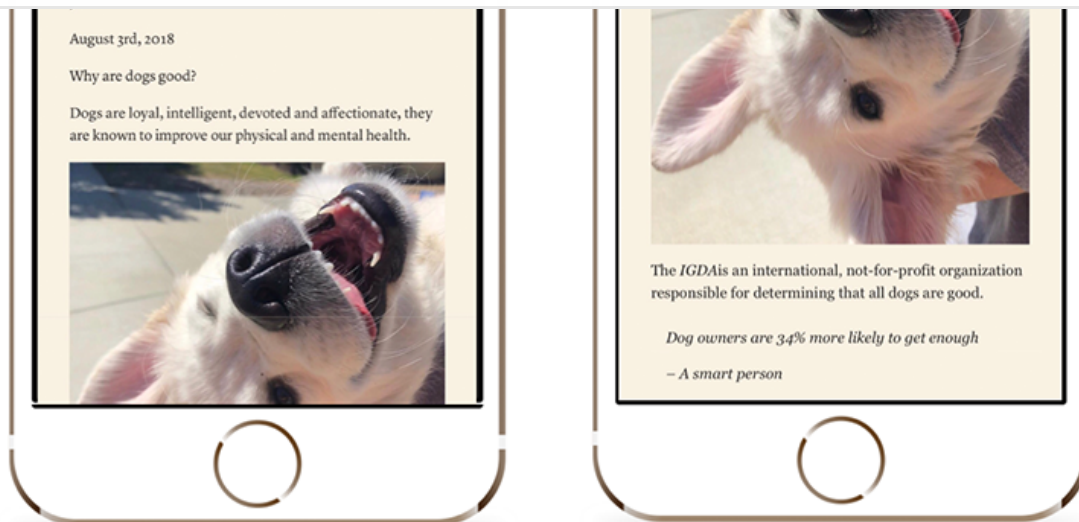 August 3rd, 2018
Why are dogs good?
Dogs are loyal, intelligent, devoted and affectionate, they
are known to improve our physical and mental health.
The IGDAis an international, not-for-profit organization
responsible for determining that all dogs are good.
Dog owners are 34% more likely to get enough
– A smart person